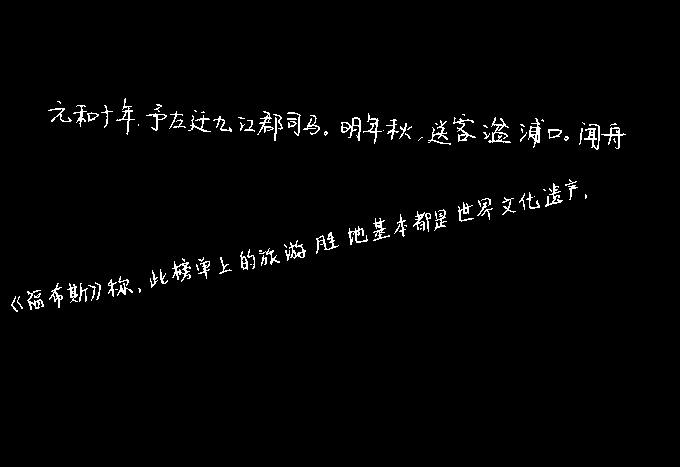 元和十年，予左迁九江郡司马。明年秋，送客湓浦口。闻舟
《福布斯》称，此榜单上的旅游胜地基本都是世界文化遗产，